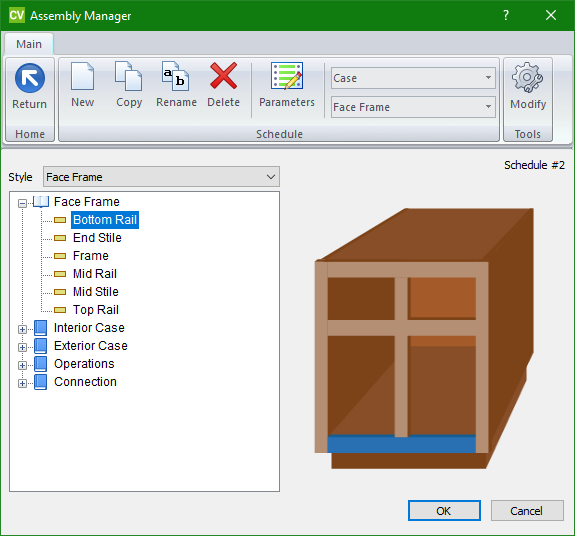 CV Assembly Manager ?
Main
Return
New
Copy
a b Rename
Delete
Parameters
Case
Face Frame
Modify
Home
Schedule
Tools
Style Face Frame
Schedule #2
Face Frame
Bottom Rail
End Stile
Frame
Mid Rail
Mid Stile
Top Rail
Interior Case
Exterior Case
Operations
Connection
OK
Cancel